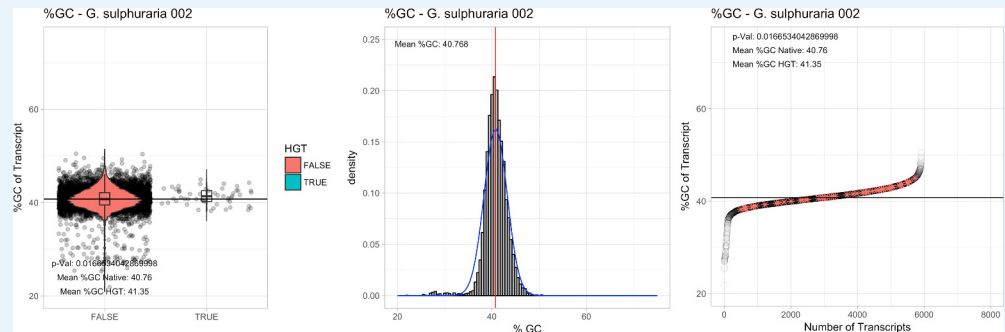 %GC - G. sulphuraria 002
%GC of Transcript
60
40
20
p-Val: 0.0166534042869998
Mean %GC Native: 40.76
Mean %GC HGT: 41.35
FALSE
TRUE
HGT
FALSE
TRUE
%GC - G. sulphuraria 002
Mean %GC: 40.768
density
0.25
0.20
0.15
0.10
0.05
0.00
20
40
60
% GC
%GC - G. sulphuraria 002
p-Val: 0.0166534042869998
Mean %GC Native: 40.76
Mean %GC HGT: 41.35
%GC of Transcript
60
40
20
0
2000
4000
6000
8000
Number of Transcripts